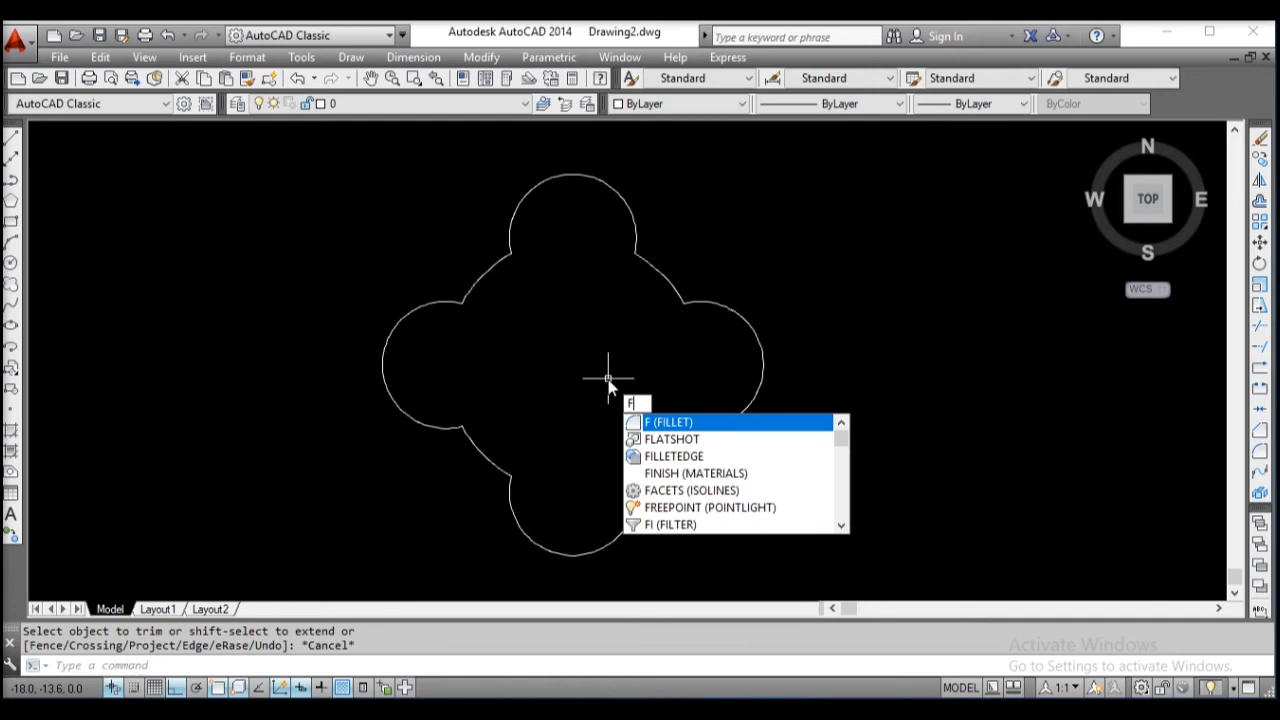 AutoCAD Classic
Autodesk AutoCAD 2014 Drawing2.dwg
Type a keyword or phrase
Sign In
File Edit View Insert Format Tools Draw Dimension Modify Parametric Window Help Express
Standard Standard Standard Standard
AutoCAD Classic 0 ByLayer ByLayer ByLayer ByColor
N
W TOP E
S
WCS
F
F (FILLET)
FLATSHOT
FILLETEDGE
FINISH (MATERIALS)
FACETS (ISOLINES)
FREEPOINT (POINTLIGHT)
FI (FILTER)
A
Model Layout1 Layout2
Select object to trim or shift-select to extend or
[Fence/Crossing/Project/Edge/eRase/Undo]: *Cancel*
Type a command
Activate Windows
Go to Settings to activate Windows.
-18.0, -13.6, 0.0 MODEL 1:1